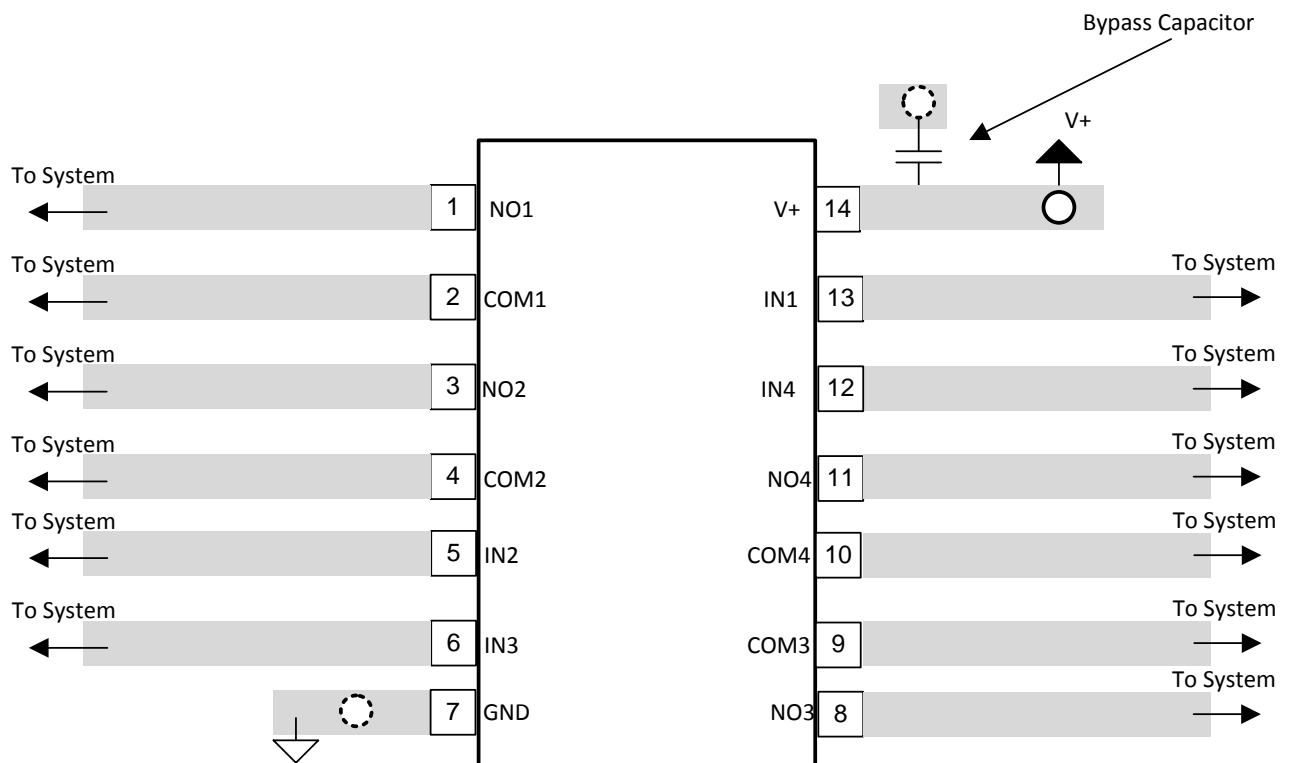 Bypass Capacitor
V+
To System
1 NO1
V+ 14
To System
2 COM1
To System
IN1 13
To System
3 NO2
To System
IN4 12
To System
4 COM2
To System
NO4 11
To System
5 IN2
To System
COM4 10
To System
6 IN3
To System
COM3 9
7 GND
To System
NO3 8